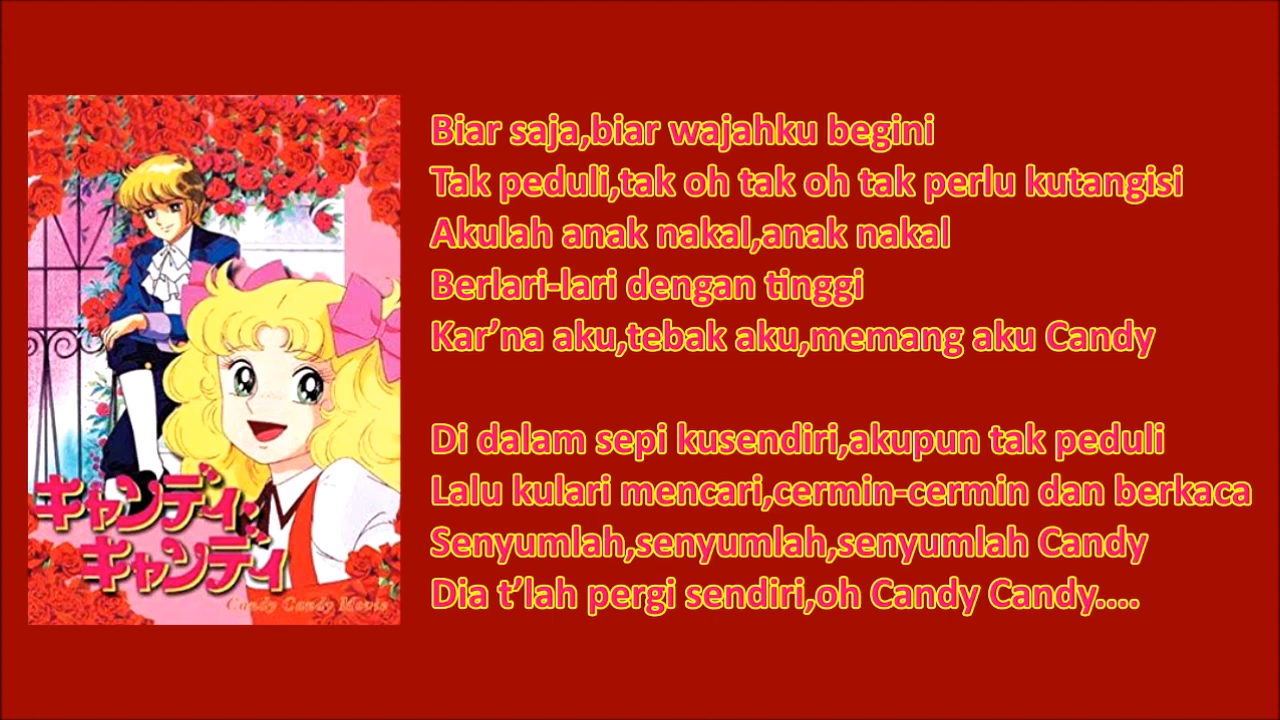 Biar saja,biar wajahku begini
Tak peduli,tak oh tak oh tak perlu kutangisi
Akulah anak nakal,anak nakal
Berlari-lari dengan tinggi
Kar’na aku,tebak aku,memang aku Candy
Di dalam sepi kusendiri,akupun tak peduli
Lalu kulari mencari,cermin-cermin dan berkaca
Senyumlah,senyumlah,senyumlah Candy
Dia t’lah pergi sendiri,oh Candy Candy....
キャンディ・
キャンディ
Candy Candy Movie